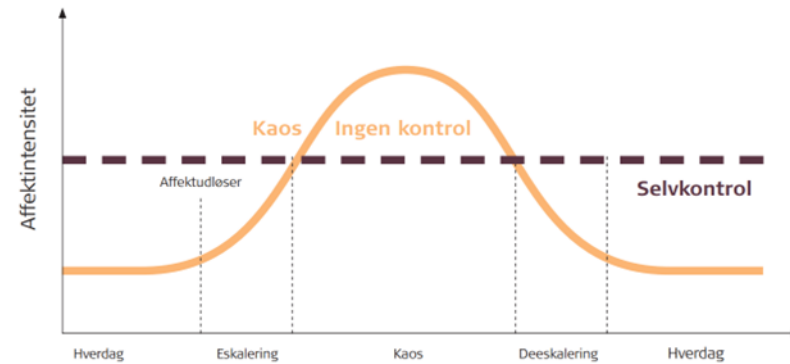 Affektintensitet
Kaos
Ingen kontrol
Affektudløser
Selvkontrol
Hverdag
Eskalering
Kaos
Deeskalering
Hverdag